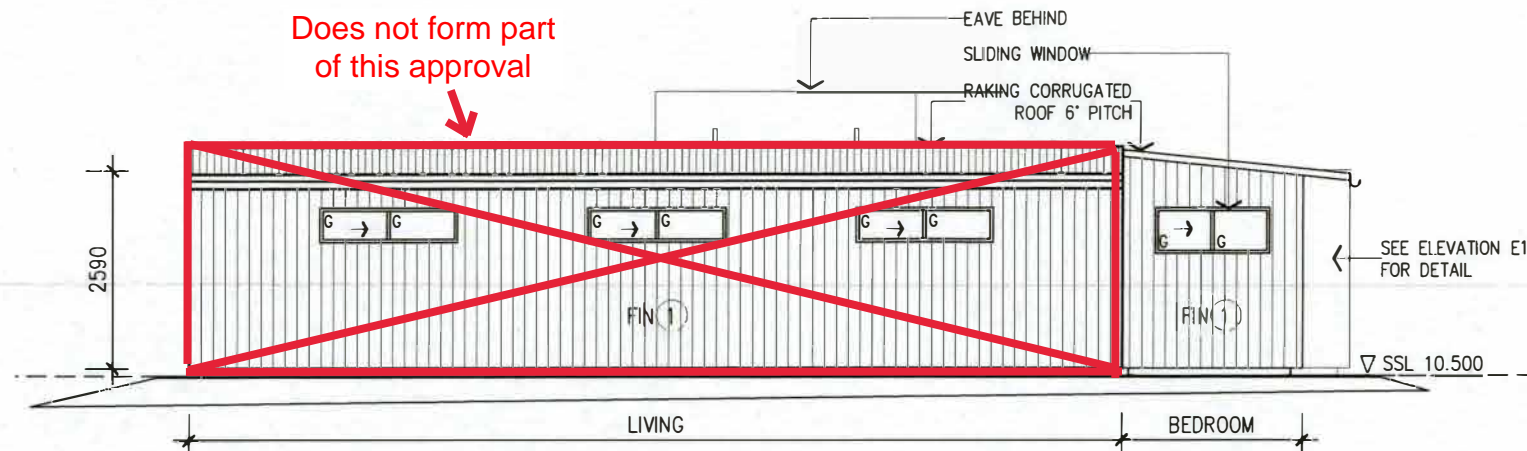 Does not form part
of this approval
EAVE BEHIND
SLIDING WINDOW
RAKING CORRUGATED
ROOF 6° PITCH
G
G
G
G
G
G
G
G
2590
SEE ELEVATION E1
FOR DETAIL
FIN 1
FIN 1
SSL 10.500
LIVING
BEDROOM